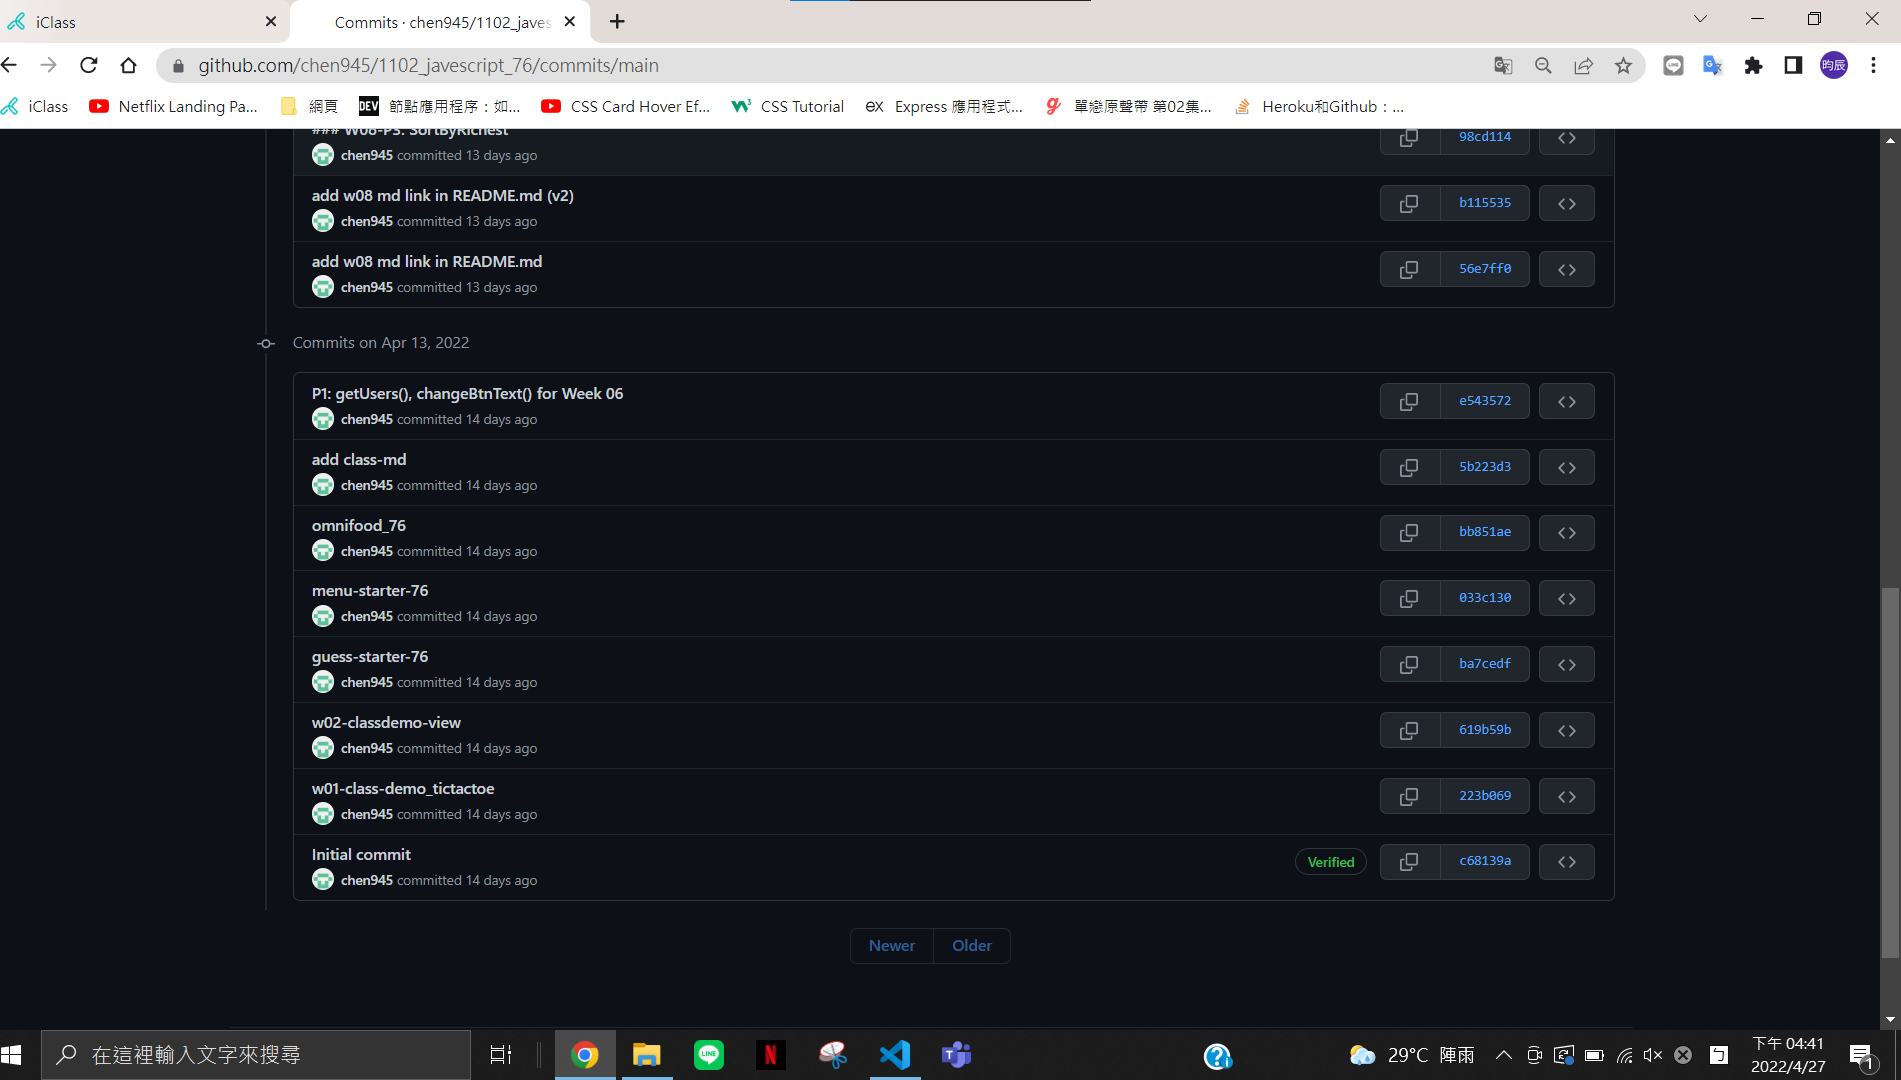 iClass
Commits · chen945/1102_javes
github.com/chen945/1102_javescript_76/commits/main
昀辰
iClass
Netflix Landing Pa...
網頁
DEV
節點應用程序：如...
CSS Card Hover Ef...
CSS Tutorial
ex
Express 應用程式...
單戀原聲帶 第02集...
Heroku和Github：...
### W06-P3: SortByRichest
98cd114
chen945 committed 13 days ago
add w08 md link in README.md (v2)
b115535
chen945 committed 13 days ago
add w08 md link in README.md
56e7ff0
chen945 committed 13 days ago
Commits on Apr 13, 2022
P1: getUsers(), changeBtnText() for Week 06
e543572
chen945 committed 14 days ago
add class-md
5b223d3
chen945 committed 14 days ago
omnifood_76
bb851ae
chen945 committed 14 days ago
menu-starter-76
033c130
chen945 committed 14 days ago
guess-starter-76
ba7cedf
chen945 committed 14 days ago
w02-classdemo-view
619b59b
chen945 committed 14 days ago
w01-class-demo_tictactoe
223b069
chen945 committed 14 days ago
Initial commit
Verified
c68139a
chen945 committed 14 days ago
Newer
Older
在這裡輸入文字來搜尋
29°C 陣雨
下午 04:41
2022/4/27
1